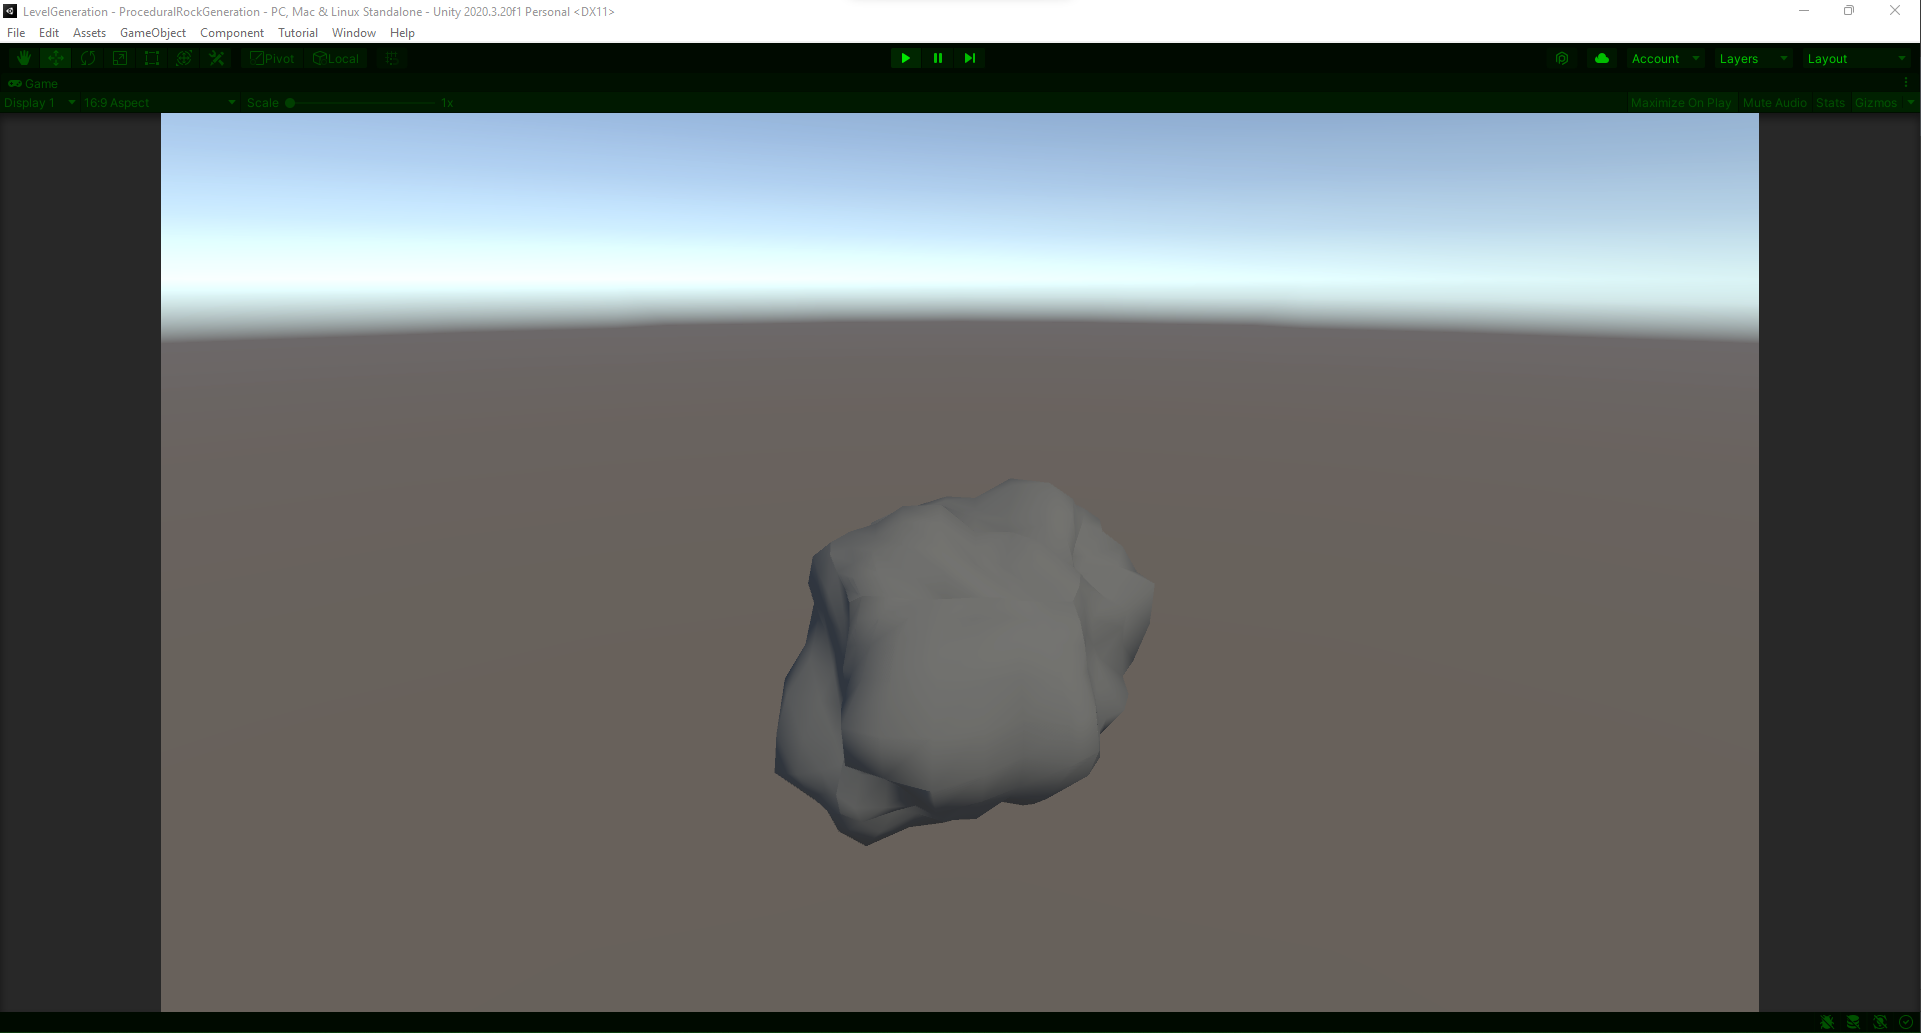 LevelGeneration - ProceduralRockGeneration - PC, Mac & Linux Standalone - Unity 2020.3.20f1 Personal <DX11>
File Edit Assets GameObject Component Tutorial Window Help
Pivot Local Account Layers Layout
Game
Display 1 16:9 Aspect Scale 1x Maximize On Play Mute Audio Stats Gizmos